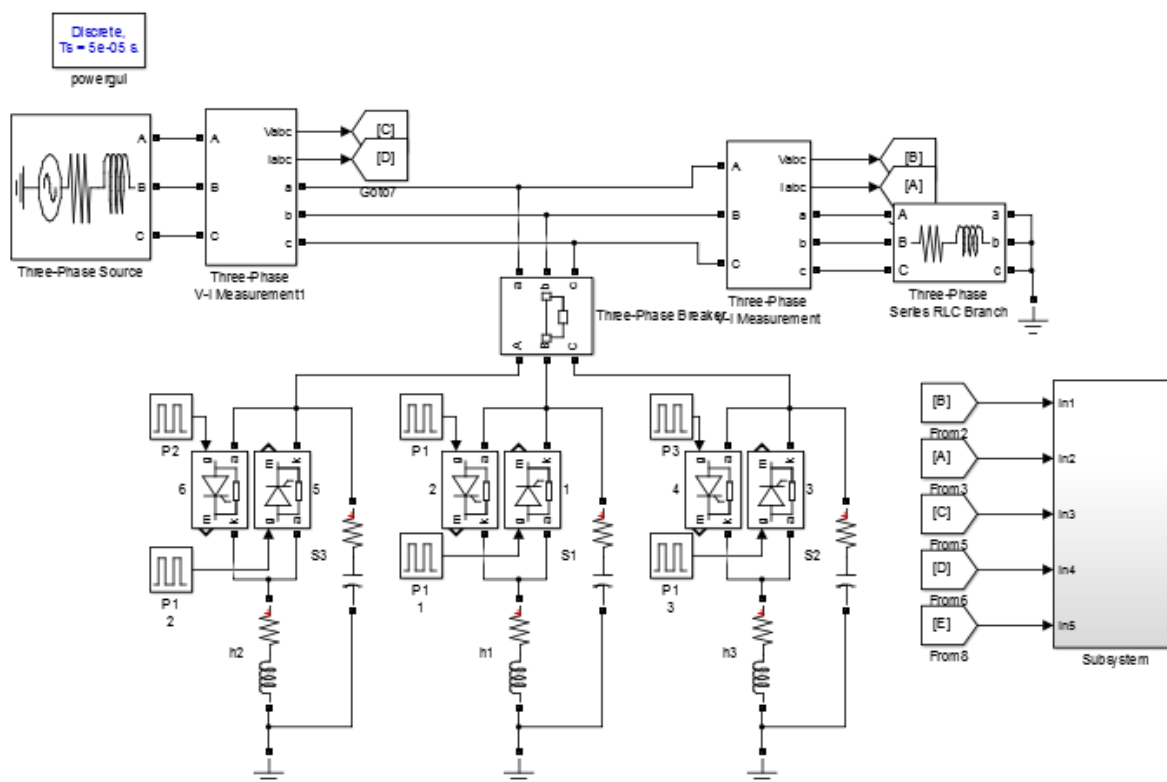 Discrete,
Ts = 5e-05 s.
powergui
A
B
C
Three-Phase Source
A
B
C
Vabc
Iabc
a
b
c
Three-Phase
V-I Measurement1
[C]
[D]
Goto7
A
B
C
Vabc
Iabc
a
b
c
Three-Phase
V-I Measurement
[B]
[A]
A
B
C
a
b
c
Three-Phase
Series RLC Branch
a
b
c
A
B
C
Three-Phase Breaker
P2
g
a
m
k
6
m
k
g
a
5
P1
2
S3
h2
P1
g
a
m
k
2
m
k
g
a
1
P1
1
S1
h1
P3
g
a
m
k
4
m
k
g
a
3
P1
3
S2
h3
[B]
From2
[A]
From3
[C]
From5
[D]
From6
[E]
From8
In1
In2
In3
In4
In5
Subsystem